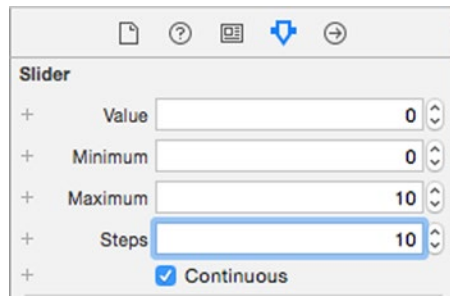 Slider
Value 0
Minimum 0
Maximum 10
Steps 10
Continuous